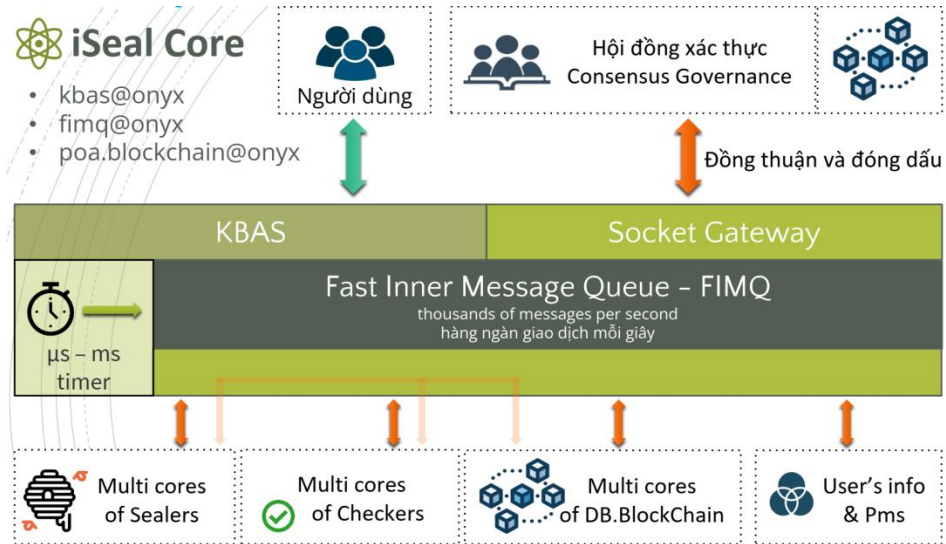 iSeal Core
• kbas@onyx
• fimq@onyx
• poa.blockchain@onyx
Người dùng
Hội đồng xác thực
Consensus Governance
Đồng thuận và đóng dấu
KBAS
Socket Gateway
Fast Inner Message Queue – FIMQ
thousands of messages per second
hàng ngàn giao dịch mỗi giây
µs – ms
timer
Multi cores
of Sealers
Multi cores
of Checkers
Multi cores
of DB.BlockChain
User's info
& Pms